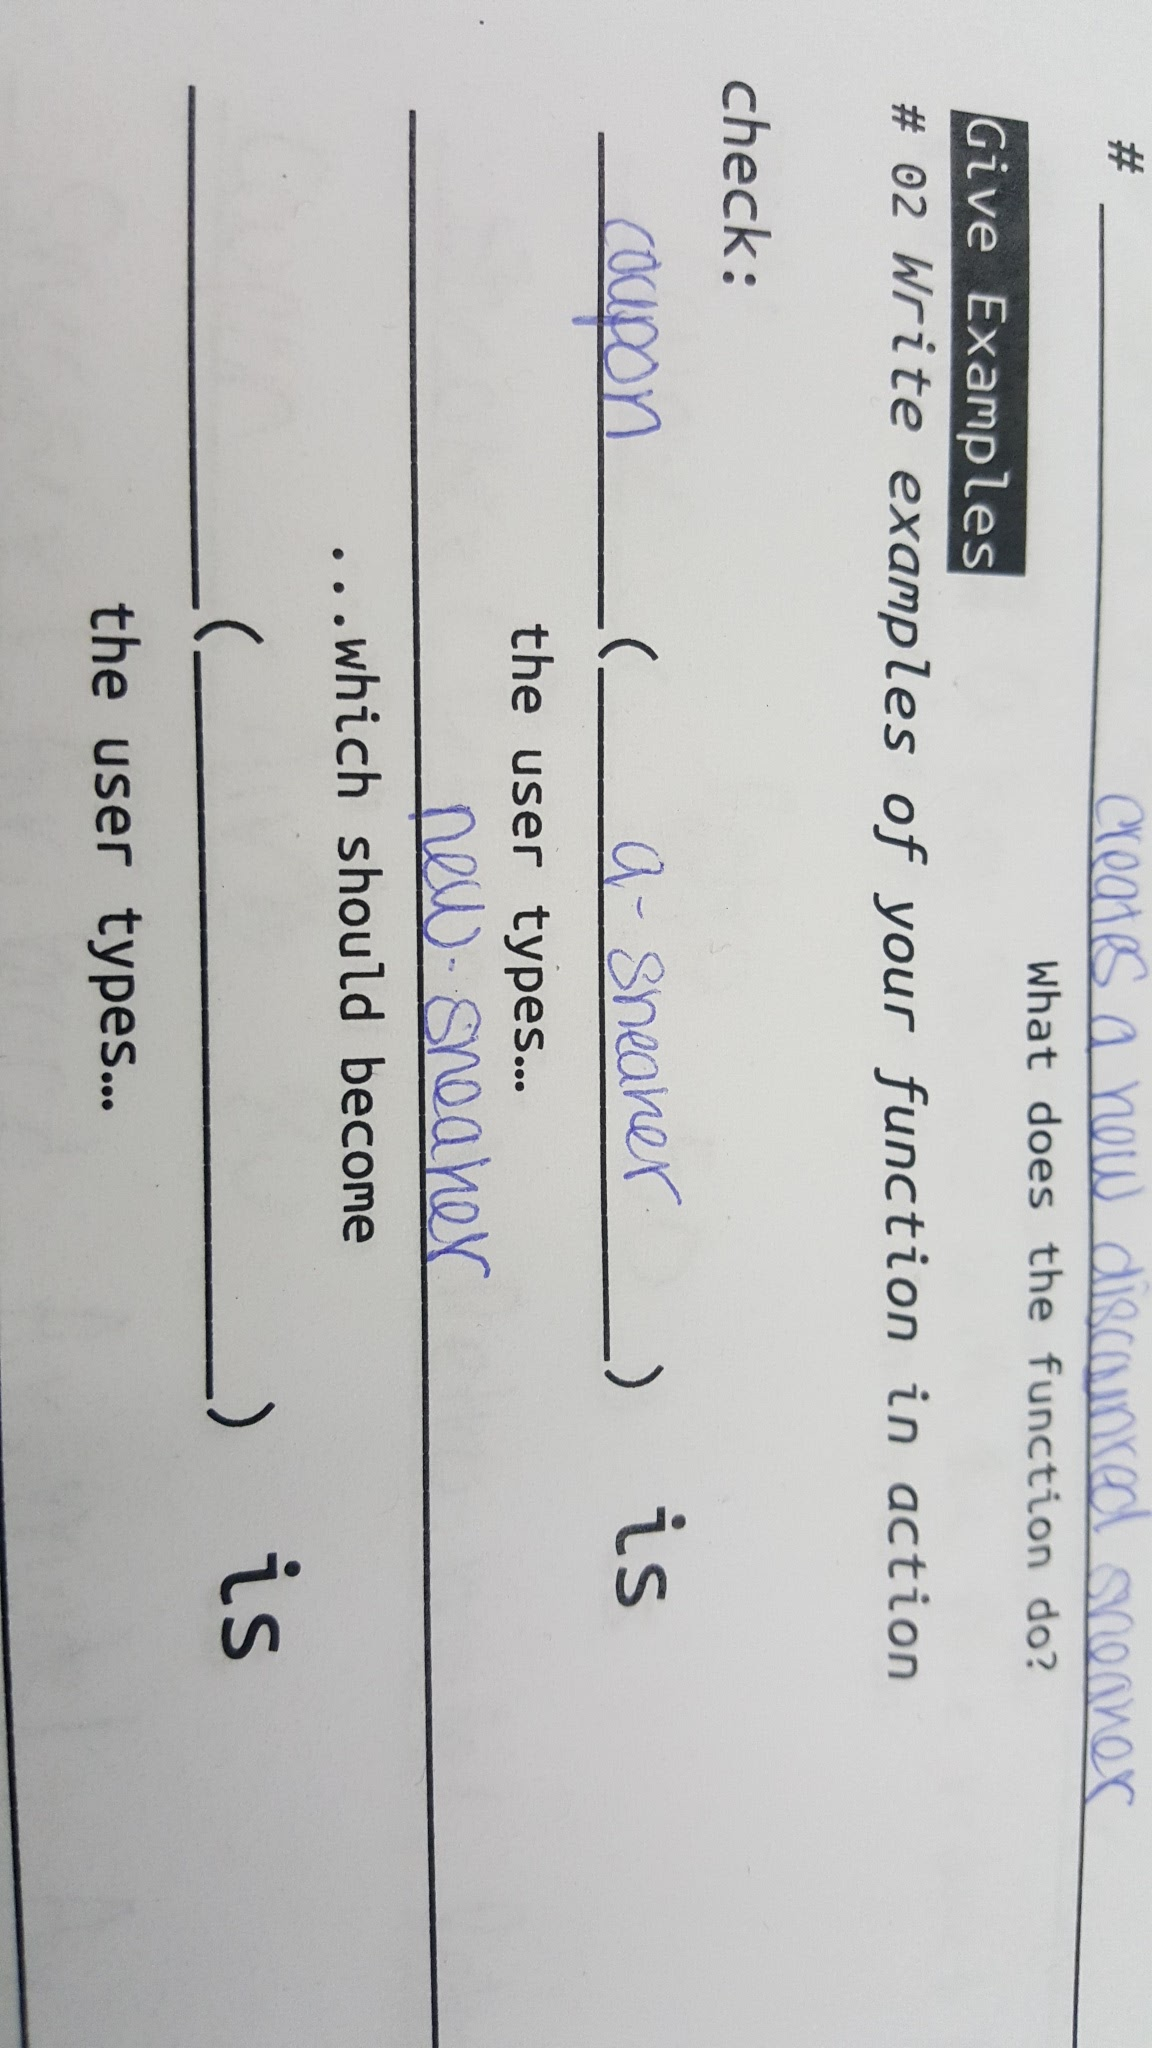 # creates a new discounted sneaker
What does the function do?
Give Examples
# 02 Write examples of your function in action
check:
coupon ( a-sneaker ) is
the user types...
new-sneaker
...which should become
( ) is
the user types...